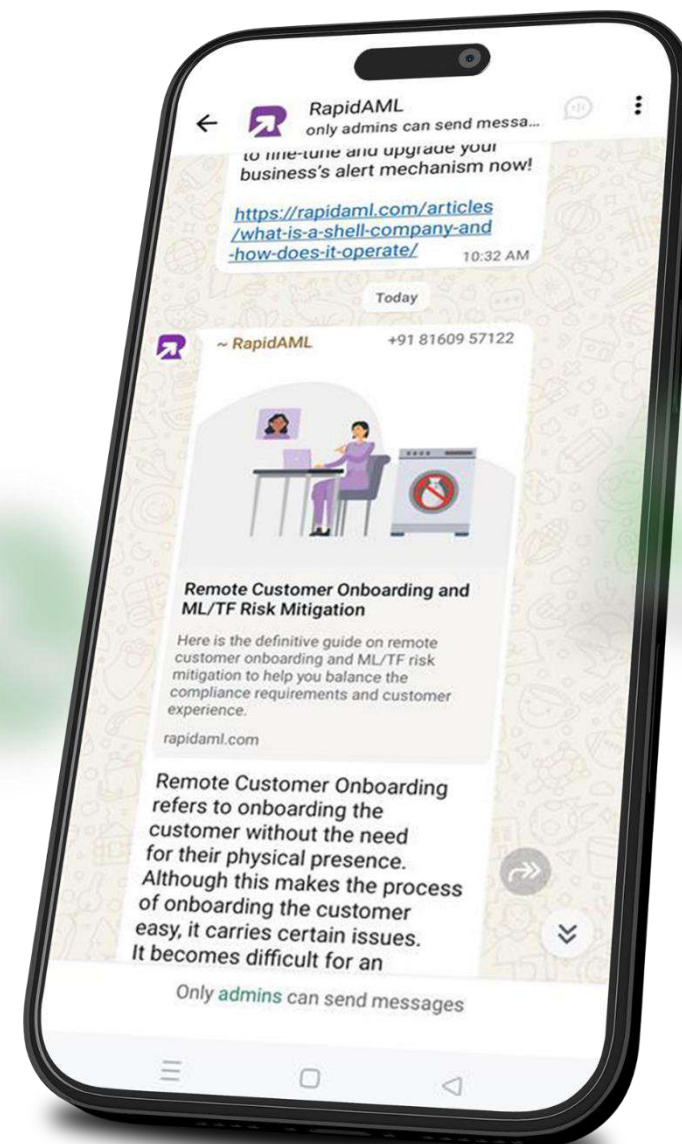 RapidAML
only admins can send messa...
to fine-tune and upgrade your
business's alert mechanism now!
https://rapidaml.com/articles
/what-is-a-shell-company-and
-how-does-it-operate/
10:32 AM
Today
~ RapidAML
+91 81609 57122
Remote Customer Onboarding and
ML/TF Risk Mitigation
Here is the definitive guide on remote
customer onboarding and ML/TF risk
mitigation to help you balance the
compliance requirements and customer
experience.
rapidaml.com
Remote Customer Onboarding
refers to onboarding the
customer without the need
for their physical presence.
Although this makes the process
of onboarding the customer
easy, it carries certain issues.
It becomes difficult for an
Only admins can send messages